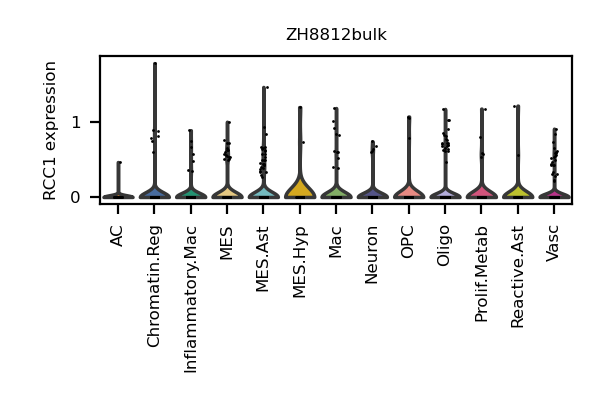 ZH8812bulk
RCC1 expression
1
0
AC
Chromatin.Reg
Inflammatory.Mac
MES
MES.Ast
MES.Hyp
Mac
Neuron
OPC
Oligo
Prolif.Metab
Reactive.Ast
Vasc